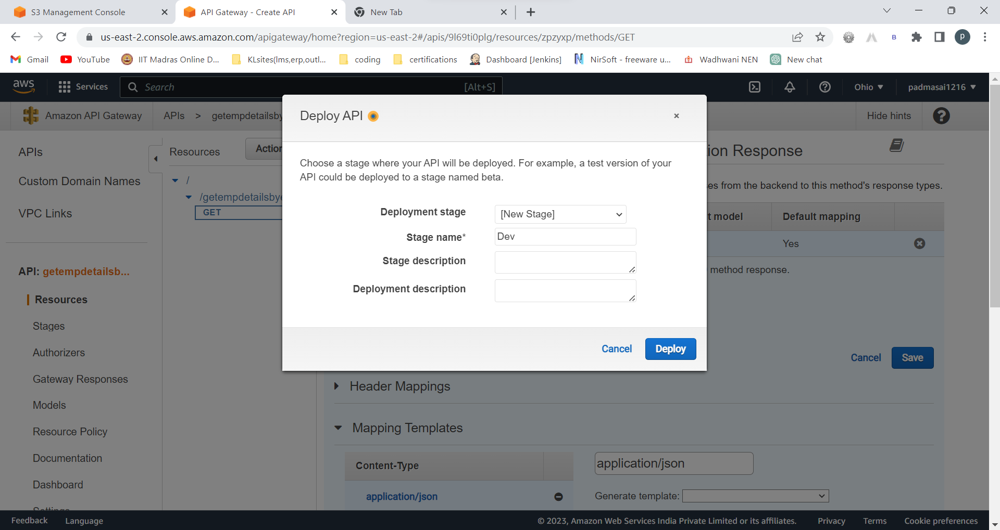 S3 Management Console
API Gateway - Create API
New Tab
us-east-2.console.aws.amazon.com/apigateway/home?region=us-east-2#/apis/9l69ti0plg/resources/zpzyxp/methods/GET
B
p
Gmail
YouTube
IIT Madras Online D...
KLsites(lms,erp,outl...
coding
certifications
Dashboard [Jenkins]
NirSoft - freeware u...
Wadhwani NEN
New chat
aws
Services
Search
[Alt+S]
Ohio
padmasai1216
Amazon API Gateway
APIs > getempdetailsby
Deploy API
Hide hints
APIs
Custom Domain Names
VPC Links
API: getempdetailsb...
Resources
Stages
Authorizers
Gateway Responses
Models
Resource Policy
Documentation
Dashboard
Settings
Resources
Action
/
/getempdetailsbye
GET
Choose a stage where your API will be deployed. For example, a test version of your
API could be deployed to a stage named beta.
Deployment stage
[New Stage]
Stage name*
Dev
Stage description
Deployment description
Cancel
Deploy
ion Response
es from the backend to this method's response types.
t model
Default mapping
Yes
method response.
Cancel
Save
Header Mappings
Mapping Templates
Content-Type
application/json
application/json
Generate template:
Feedback
Language
© 2023, Amazon Web Services India Private Limited or its affiliates.
Privacy
Terms
Cookie preferences